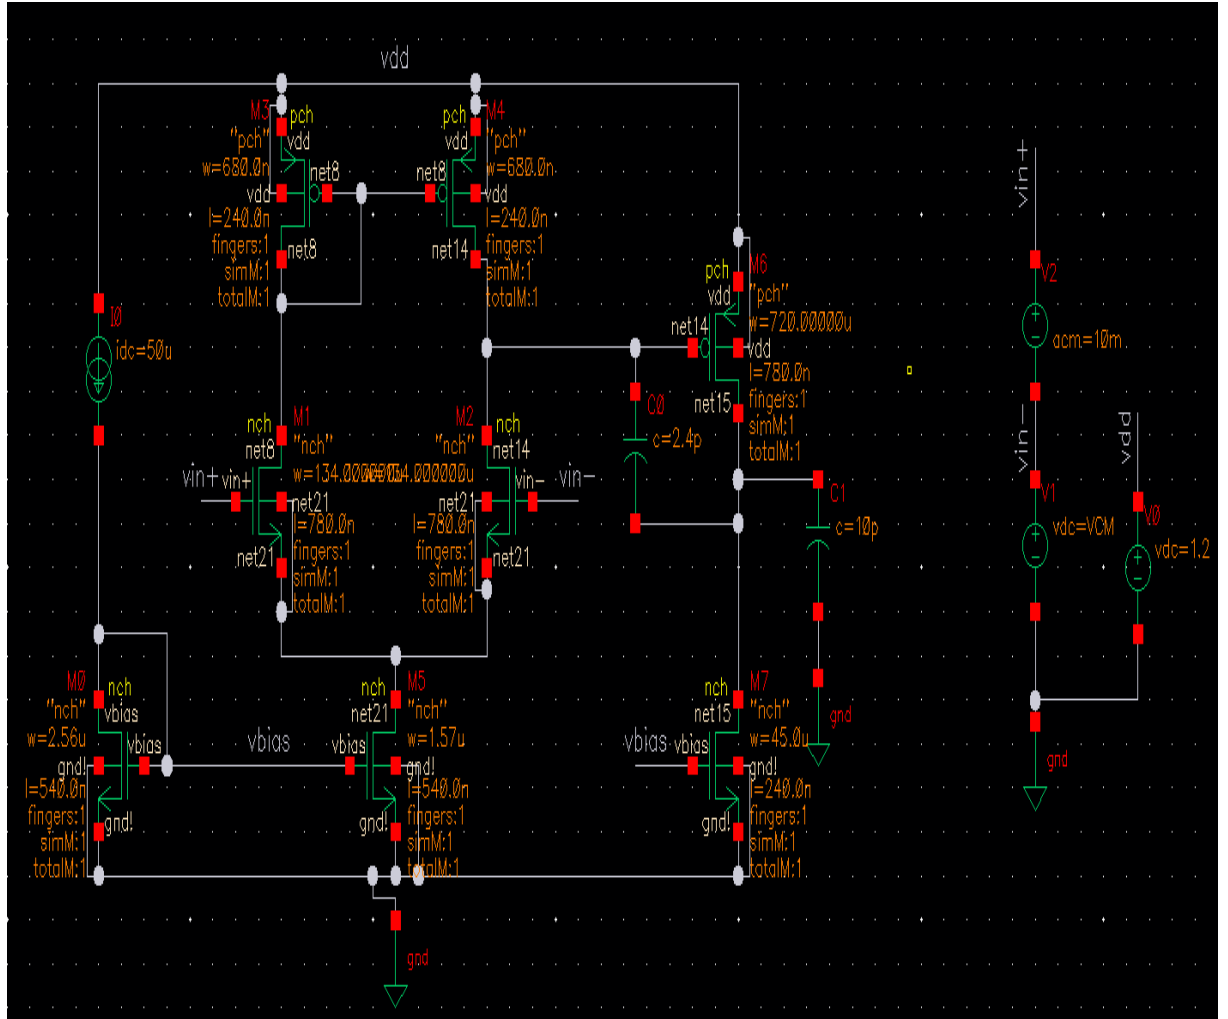 vdd
M3
pch
"pch"
vdd
w=680.0n
net8
vdd
l=240.0n
fingers:1
net8
simM:1
totalM:1
M4
pch
"pch"
vdd
w=680.0n
net8
vdd
l=240.0n
fingers:1
net14
simM:1
totalM:1
I0
idc=50u
M6
pch
"pch"
vdd
w=720.00000u
net14
vdd
l=780.0n
fingers:1
net15
simM:1
totalM:1
C0
c=2.4p
C1
c=10p
gnd
M1
nch
"nch"
net8
vin+
vin+
net21
l=780.0n
fingers:1
net21
simM:1
totalM:1
M2
nch
"nch"
net14
vin-
vin-
net21
l=780.0n
fingers:1
net21
simM:1
totalM:1
M0
nch
"nch"
vbias
w=2.56u
vbias
gnd!
l=540.0n
fingers:1
gnd!
simM:1
totalM:1
vbias
M5
nch
"nch"
net21
w=1.57u
vbias
gnd!
l=540.0n
fingers:1
gnd!
simM:1
totalM:1
gnd
M7
nch
"nch"
net15
w=45.0u
vbias
vbias
gnd!
l=240.0n
fingers:1
gnd!
simM:1
totalM:1
vin+
V2
acm=10m
vin-
V1
vdc=VCM
vdd
V0
vdc=1.2
gnd